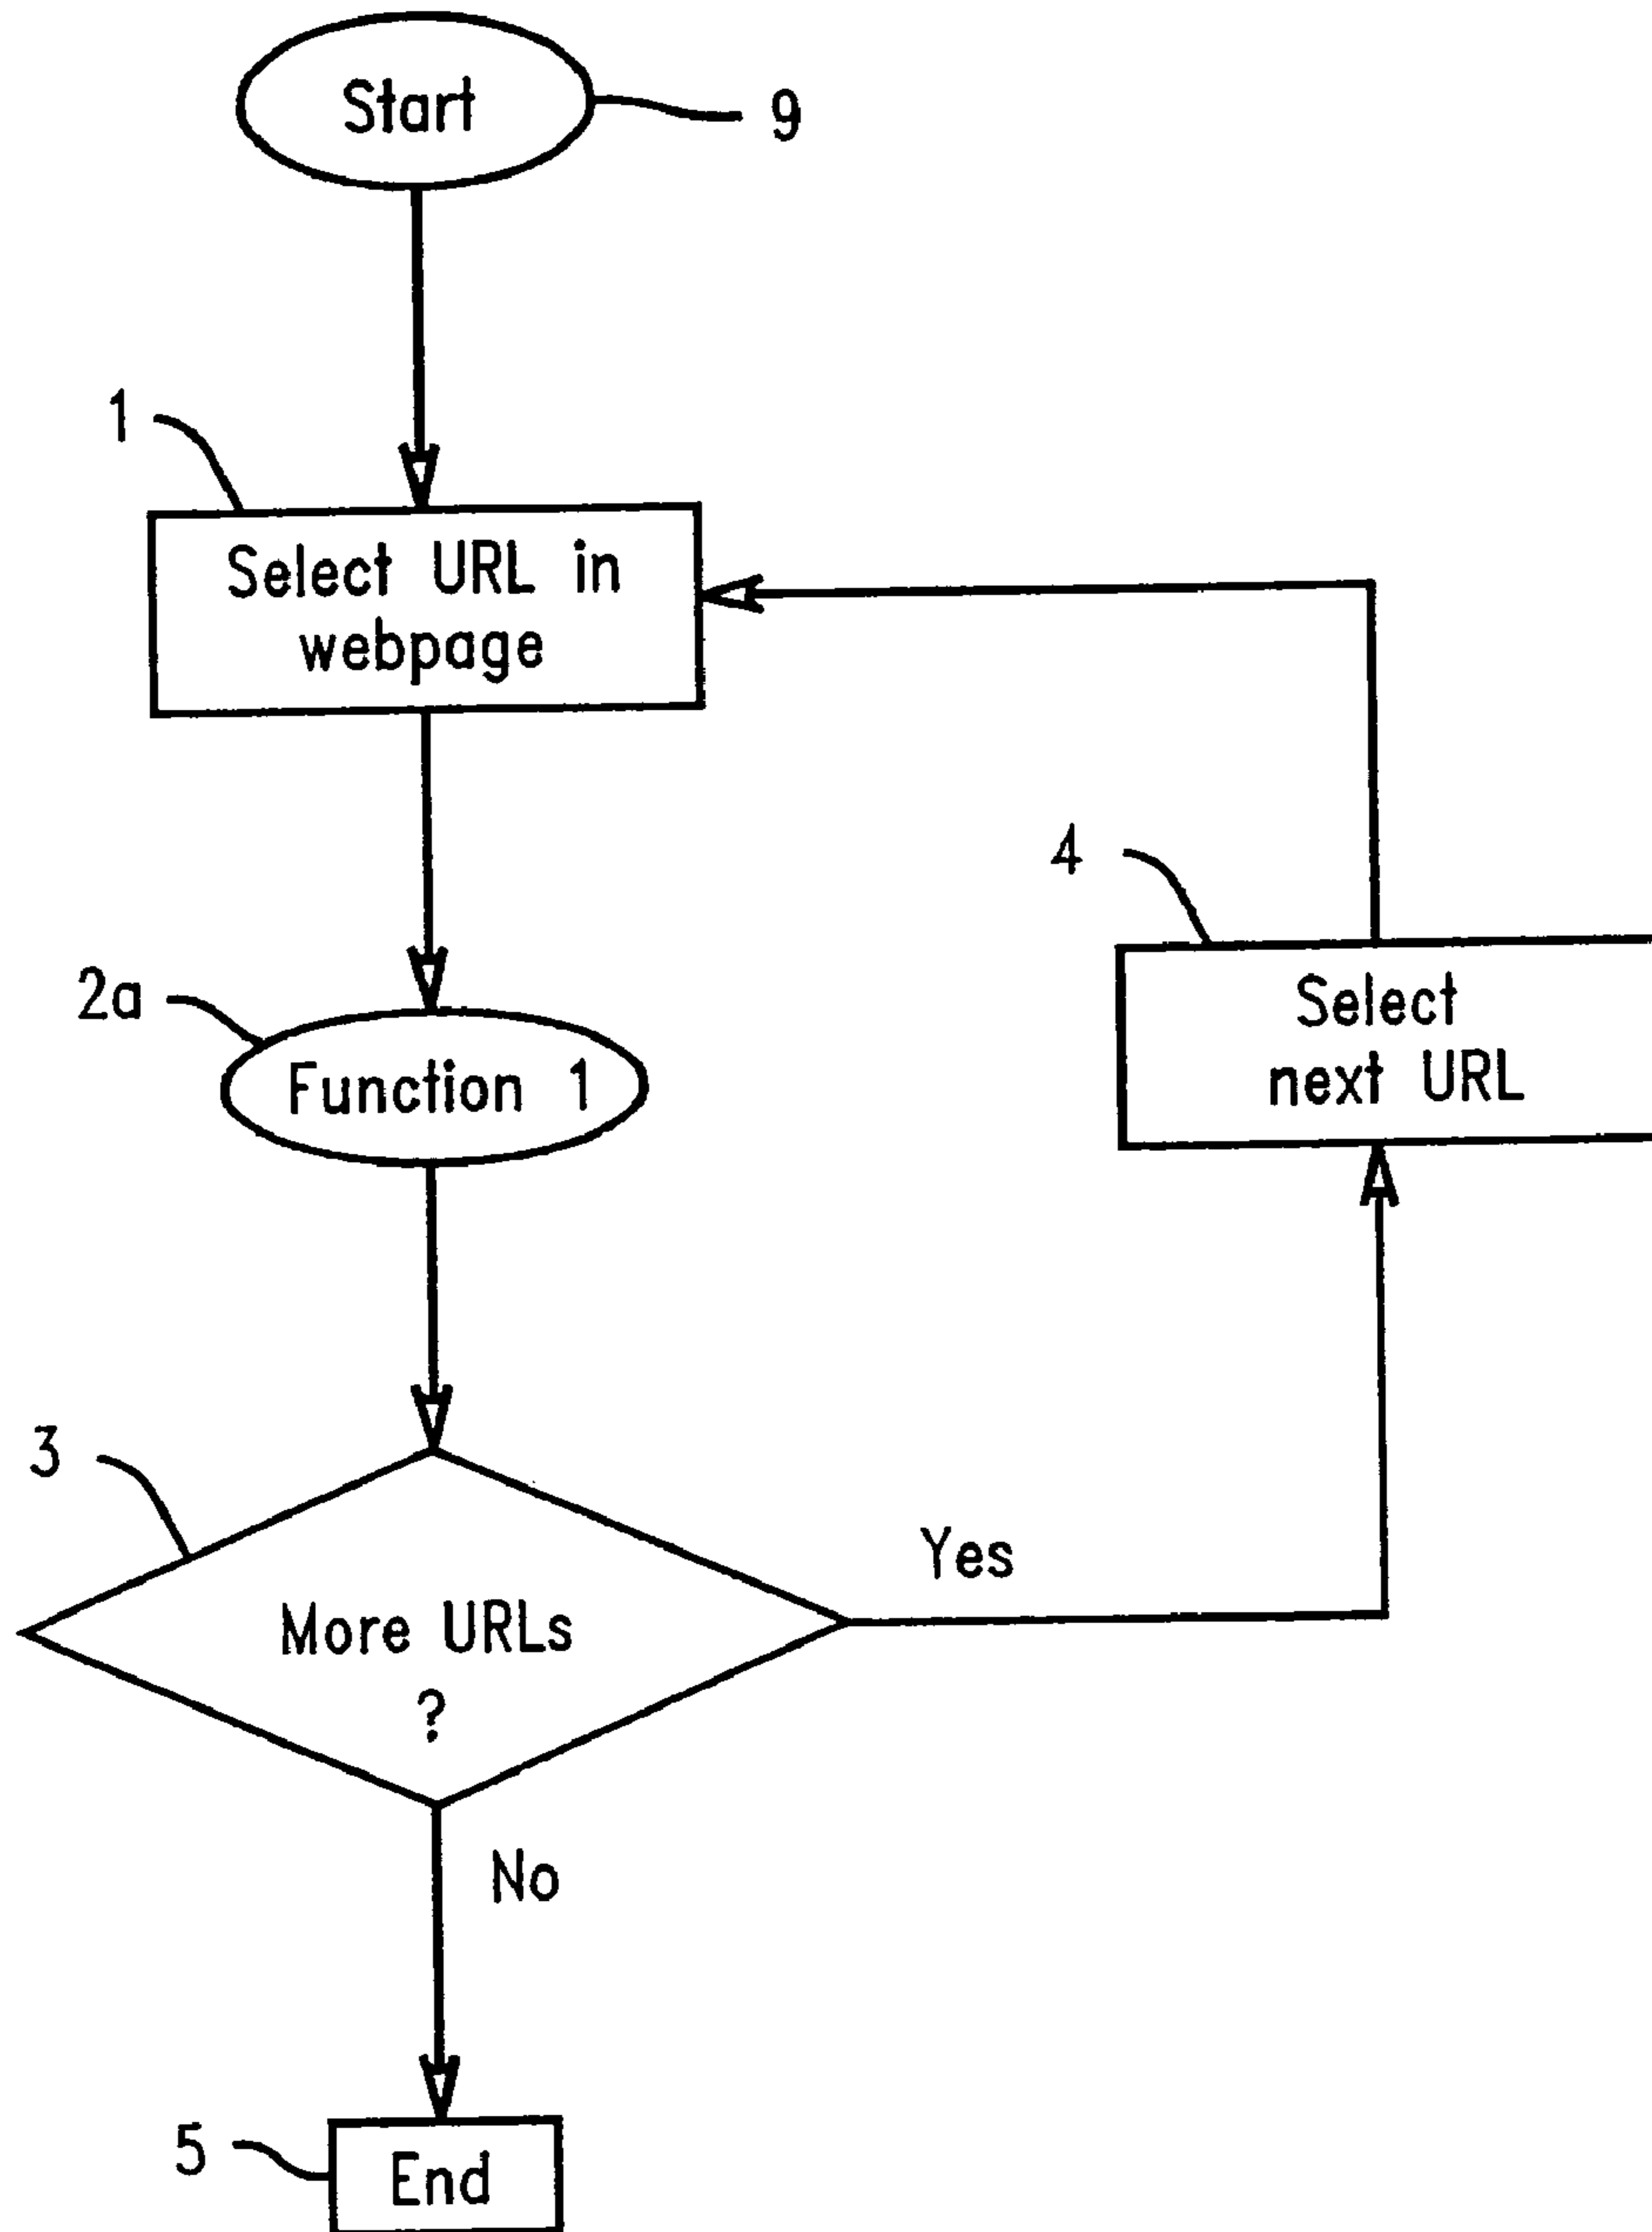 Start
9
1
Select URL in
webpage
4
Select
next URL
2a
Function 1
3
More URLs
?
Yes
No
5
End